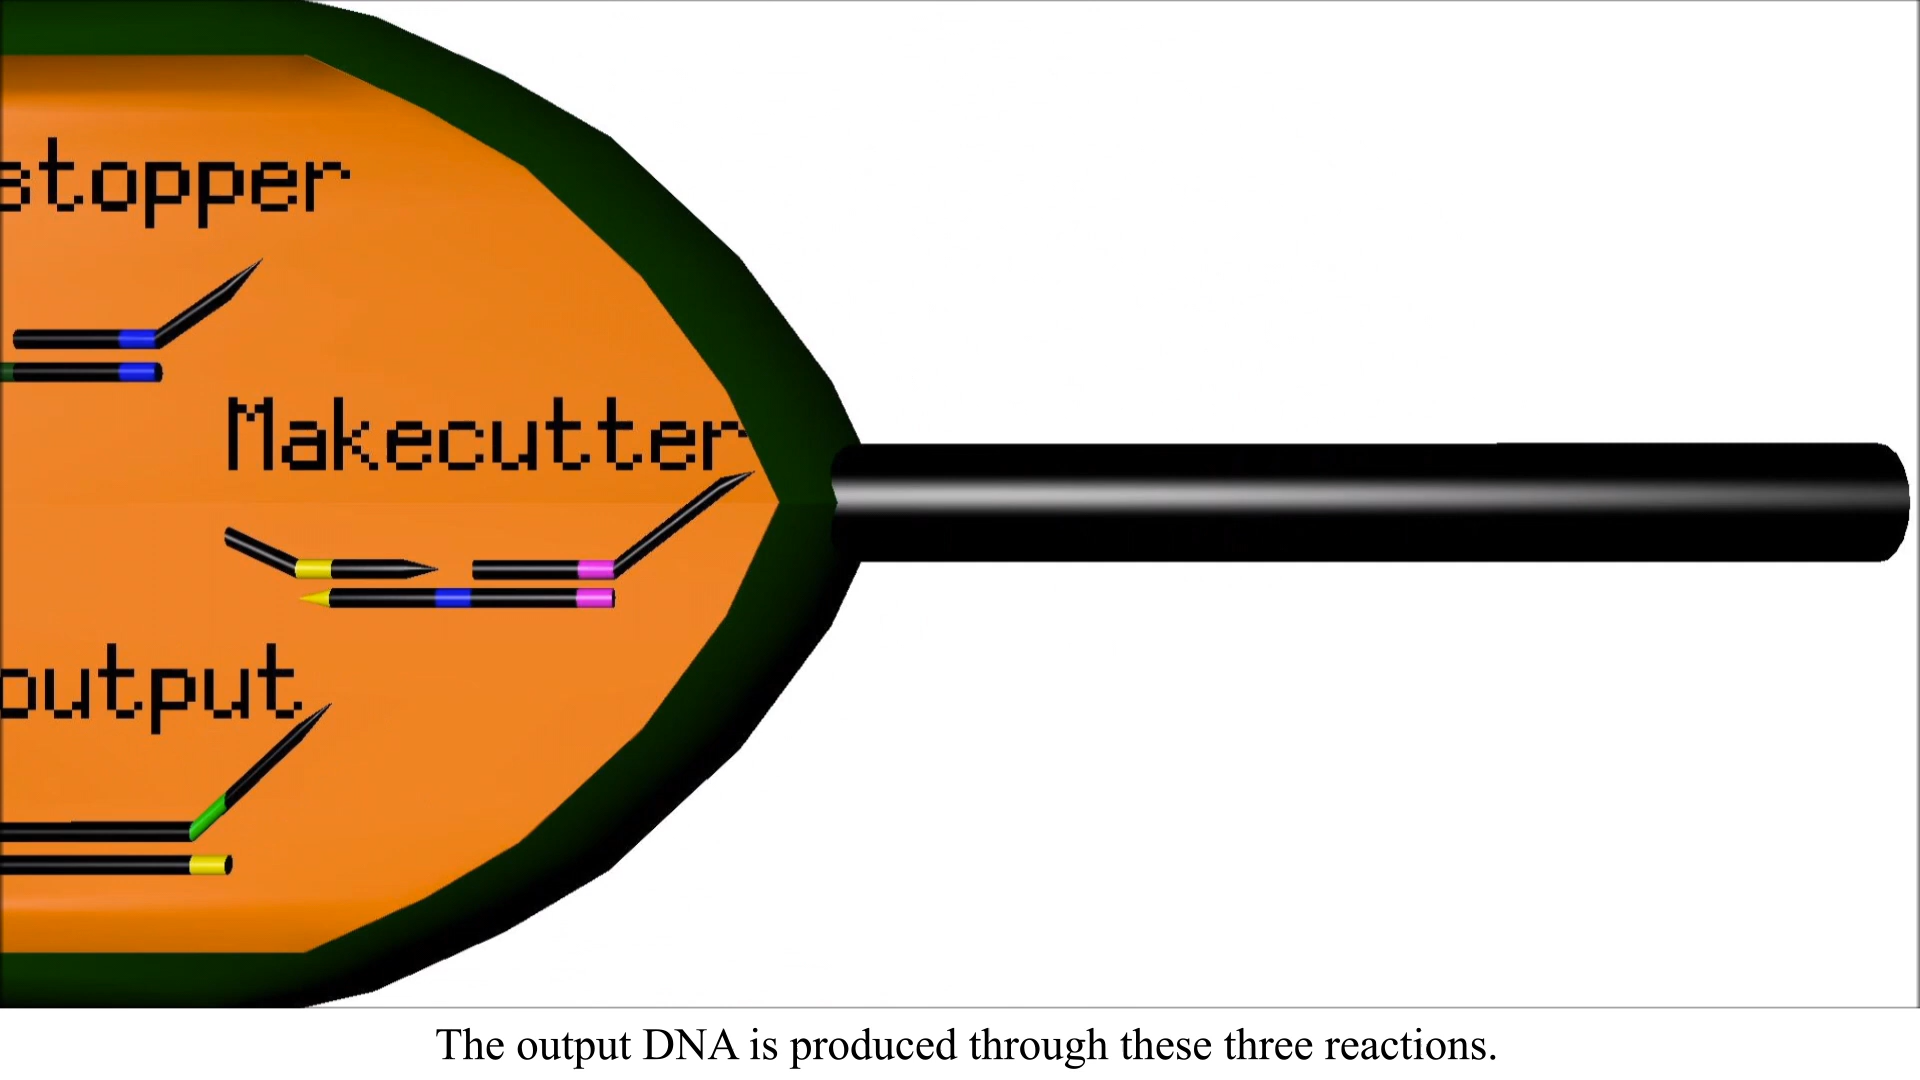 stopper
Makecutter
output
The output DNA is produced through these three reactions.